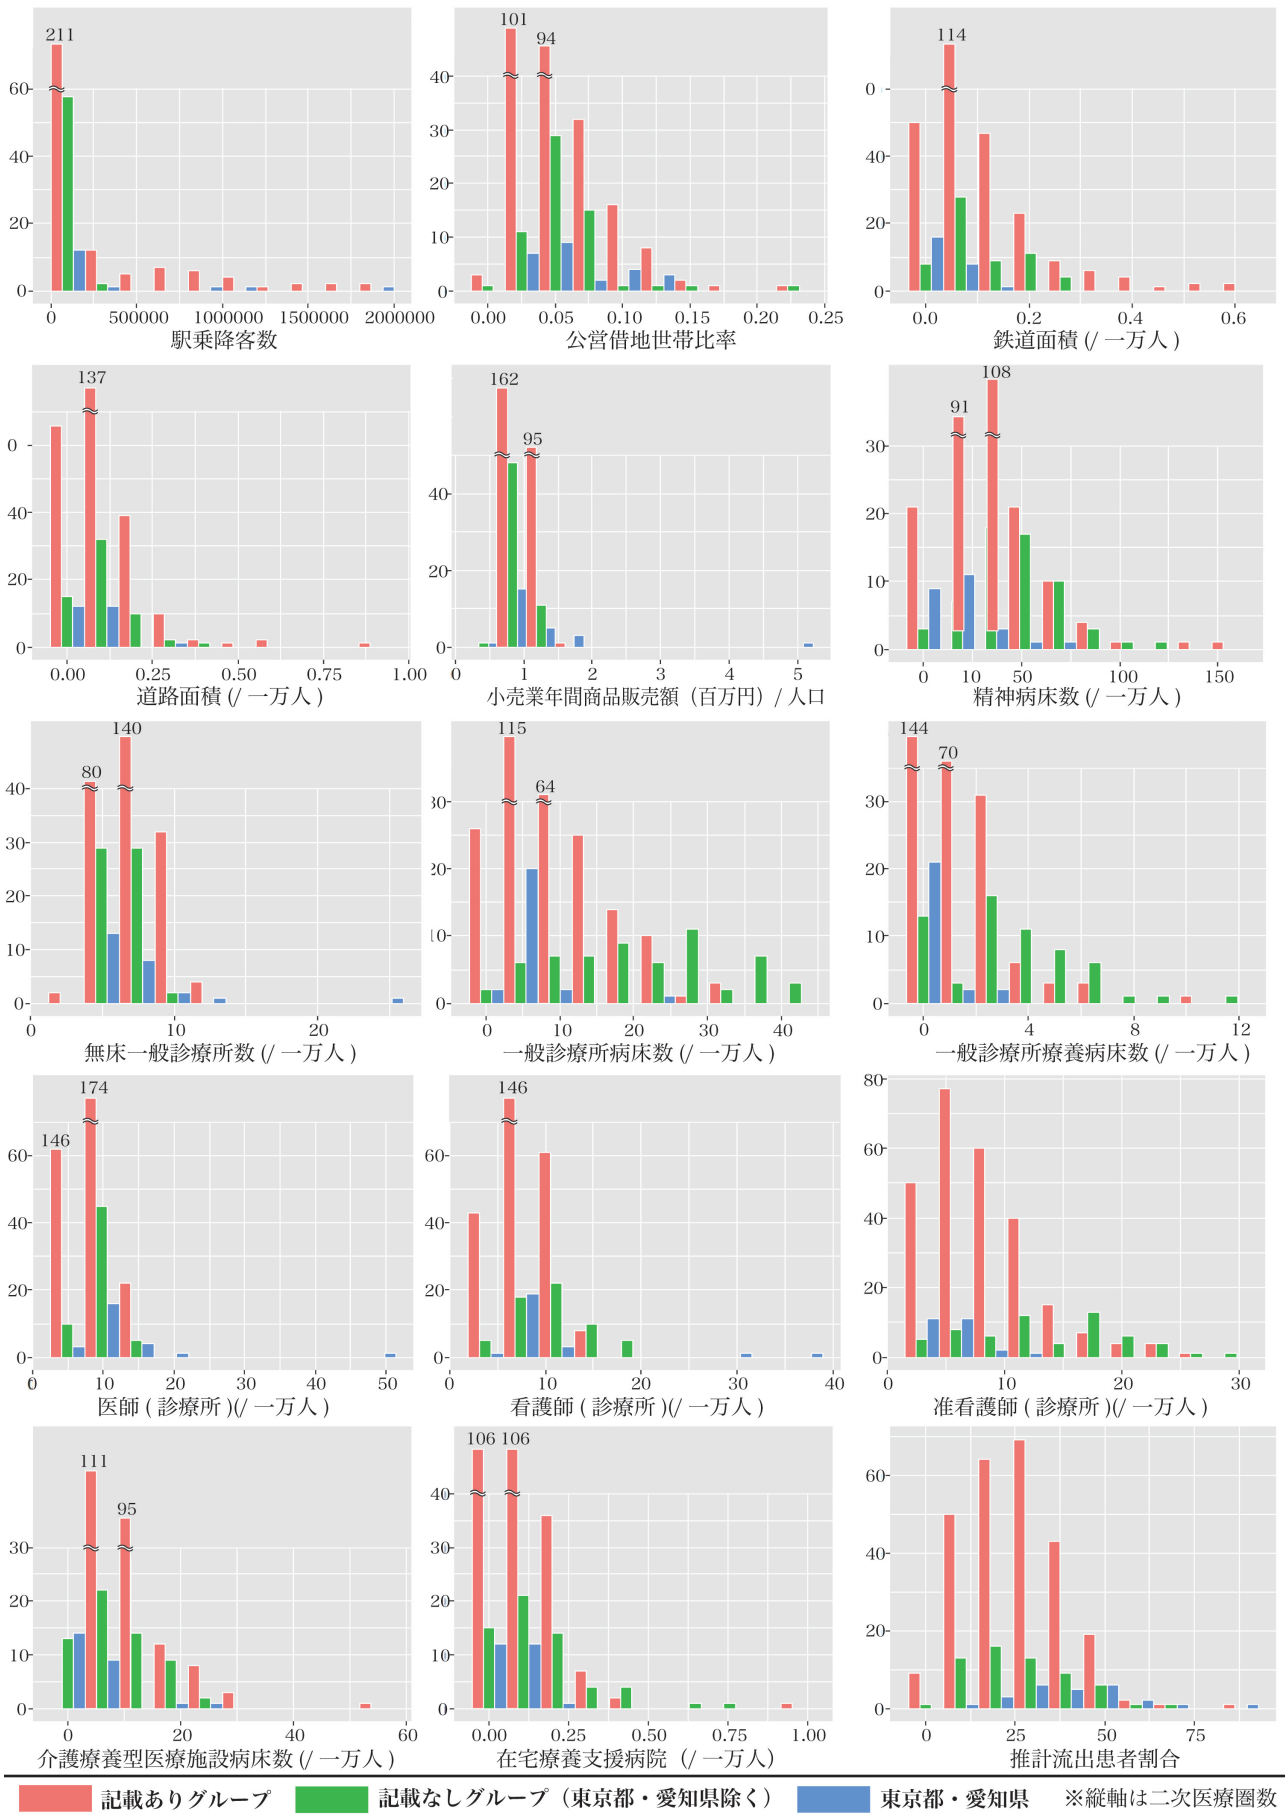 211
60
40
20
0
0 500000 1000000 1500000 2000000
駅乗降客数
101
94
40
30
20
10
0
0.00 0.05 0.10 0.15 0.20 0.25
公営借地世帯比率
114
0
40
20
0
0.0 0.2 0.4 0.6
鉄道面積 (/ 一万人 )
137
0
40
20
0
0.00 0.25 0.50 0.75 1.00
道路面積 (/ 一万人 )
162
95
40
20
0
0 1 2 3 4 5
小売業年間商品販売額（百万円）/ 人口
108
91
30
20
10
0
0 10 50 100 150
精神病床数 (/ 一万人 )
140
80
40
30
20
10
0
0 10 20
無床一般診療所数 (/ 一万人 )
115
64
30
20
10
0
0 10 20 30 40
一般診療所病床数 (/ 一万人 )
144
70
30
20
10
0
0 4 8 12
一般診療所療養病床数 (/ 一万人 )
174
146
60
40
20
0
0 10 20 30 40 50
医師 ( 診療所 )(/ 一万人 )
146
60
40
20
0
0 10 20 30 40
看護師 ( 診療所 )(/ 一万人 )
80
60
40
20
0
0 10 20 30
准看護師 ( 診療所 )(/ 一万人 )
111
95
30
20
10
0
0 20 40 60
介護療養型医療施設病床数 (/ 一万人 )
106 106
40
30
20
10
0
0.00 0.25 0.50 0.75 1.00
在宅療養支援病院（/ 一万人）
60
40
20
0
0 25 50 75
推計流出患者割合
記載ありグループ 記載なしグループ（東京都・愛知県除く） 東京都・愛知県 ※縦軸は二次医療圏数